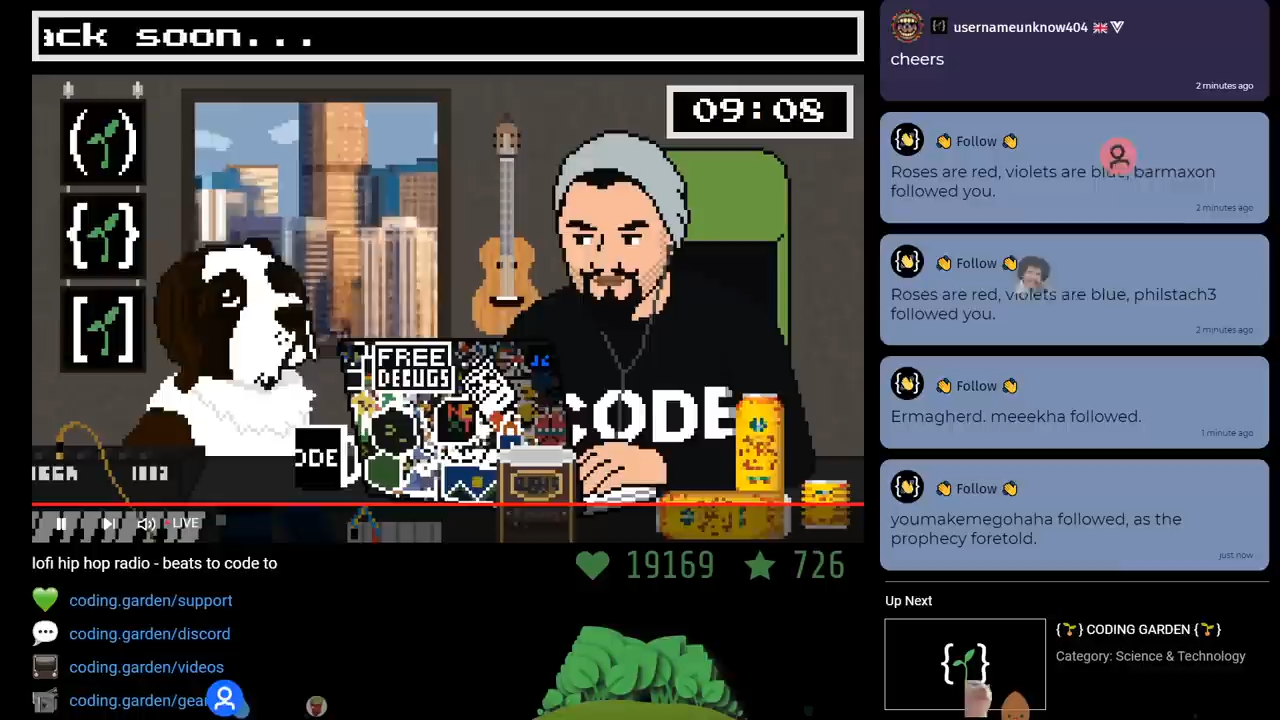 ack soon...
09:08
FREE
DECUGS
CODE
ODE
LIVE
lofi hip hop radio - beats to code to
19169
726
coding.garden/support
coding.garden/discord
coding.garden/videos
coding.garden/gear
usernameunknow404
cheers
2 minutes ago
👏 Follow 👏
Roses are red, violets are blue, barmaxon
followed you.
2 minutes ago
👏 Follow 👏
Roses are red, violets are blue, philstach3
followed you.
2 minutes ago
👏 Follow 👏
Ermagherd. meeekha followed.
1 minute ago
👏 Follow 👏
youmakemegohaha followed, as the
prophecy foretold.
just now
Up Next
{🌱} CODING GARDEN {🌱}
Category: Science & Technology